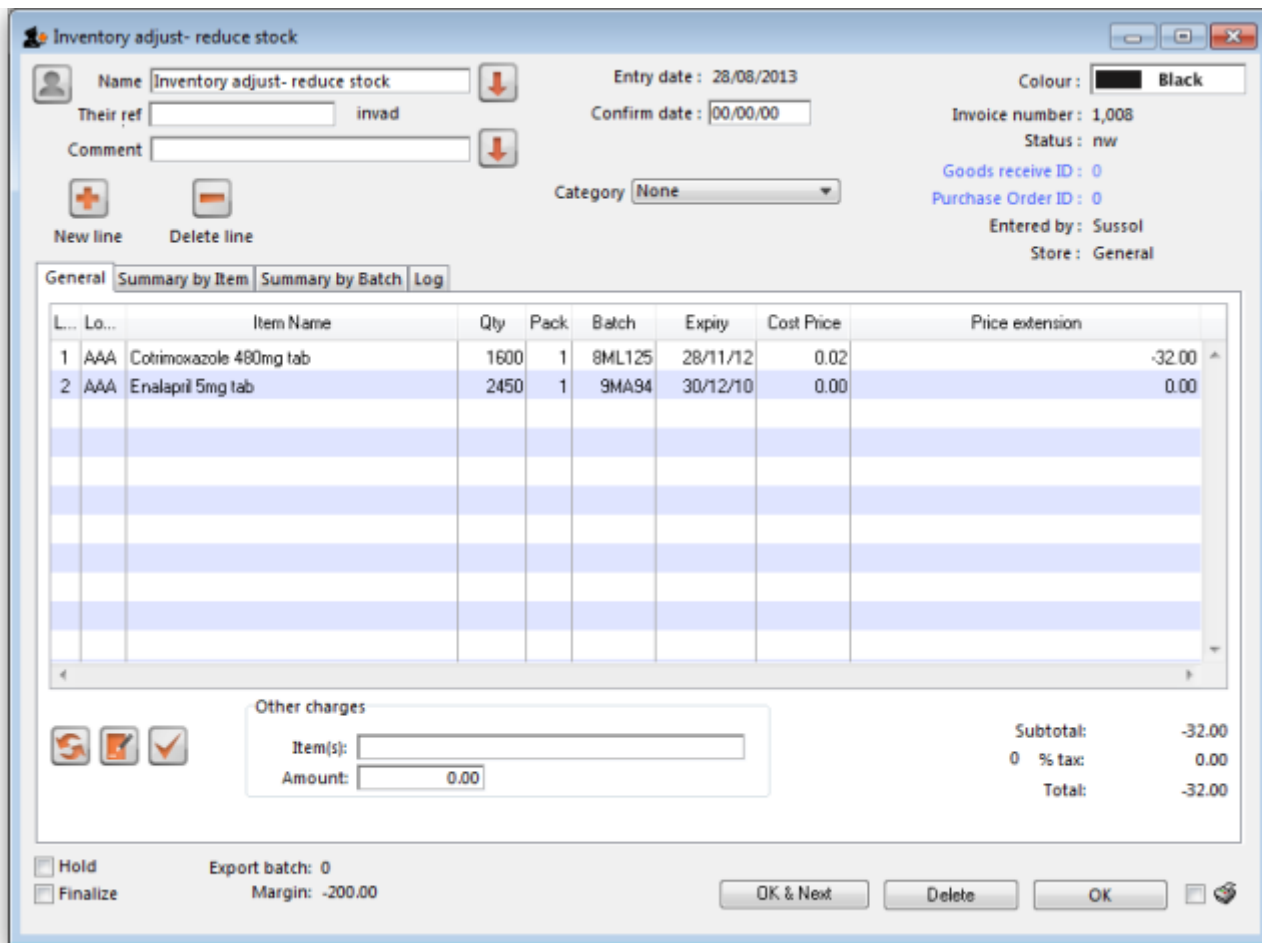 Inventory adjust- reduce stock
Name Inventory adjust- reduce stock
Entry date : 28/08/2013
Colour : Black
Their ref invad
Confirm date : 00/00/00
Invoice number : 1,008
Status : nw
Comment
Goods receive ID : 0
Category None
Purchase Order ID : 0
Entered by : Sussol
New line Delete line
Store : General
General Summary by Item Summary by Batch Log
L... Lo... Item Name Qty Pack Batch Expiry Cost Price Price extension
1 AAA Cotrimoxazole 480mg tab 1600 1 8ML125 28/11/12 0.02 -32.00
2 AAA Enalapril 5mg tab 2450 1 9MA94 30/12/10 0.00 0.00
Other charges
Item(s):
Amount: 0.00
Subtotal: -32.00
0 % tax: 0.00
Total: -32.00
Hold Export batch: 0
Finalize Margin: -200.00
OK & Next Delete OK